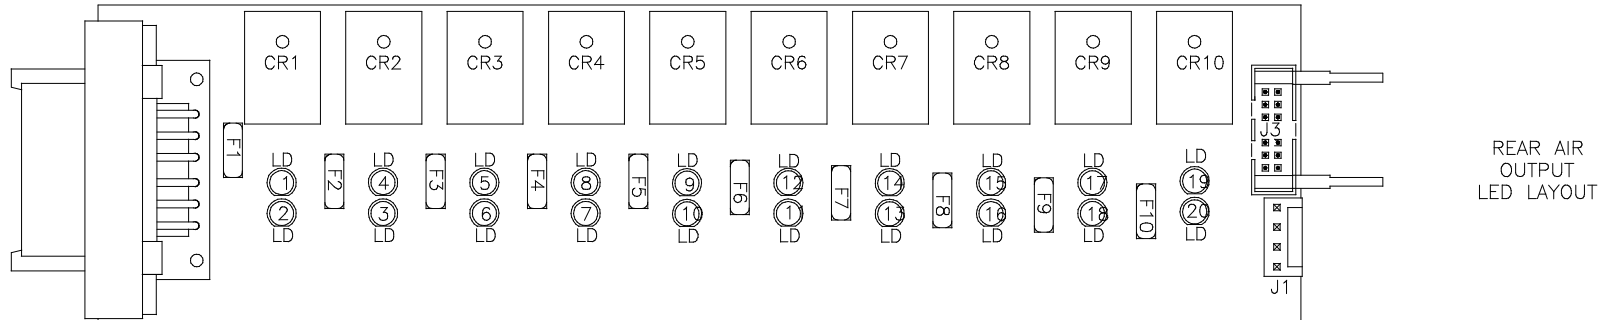 CR1 CR2 CR3 CR4 CR5 CR6 CR7 CR8 CR9 CR10
F1 F2 F3 F4 F5 F6 F7 F8 F9 F10
LD LD LD LD LD LD LD LD LD LD
1 4 5 8 9 12 14 15 17 19
2 3 6 7 10 11 13 16 18 20
LD LD LD LD LD LD LD LD LD LD
J3
J1
REAR AIR
OUTPUT
LED LAYOUT